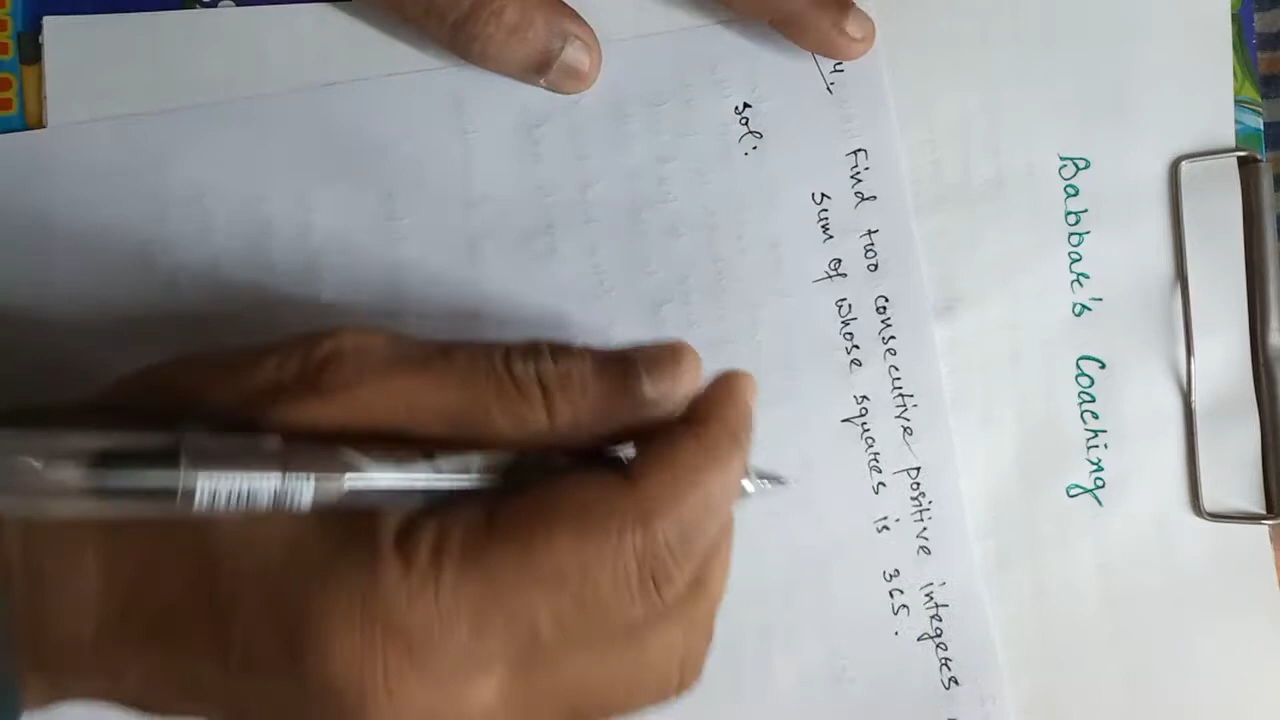 Babbar's Coaching
4.
Find two consecutive positive integers
sum of whose squares is 365.
Sol: